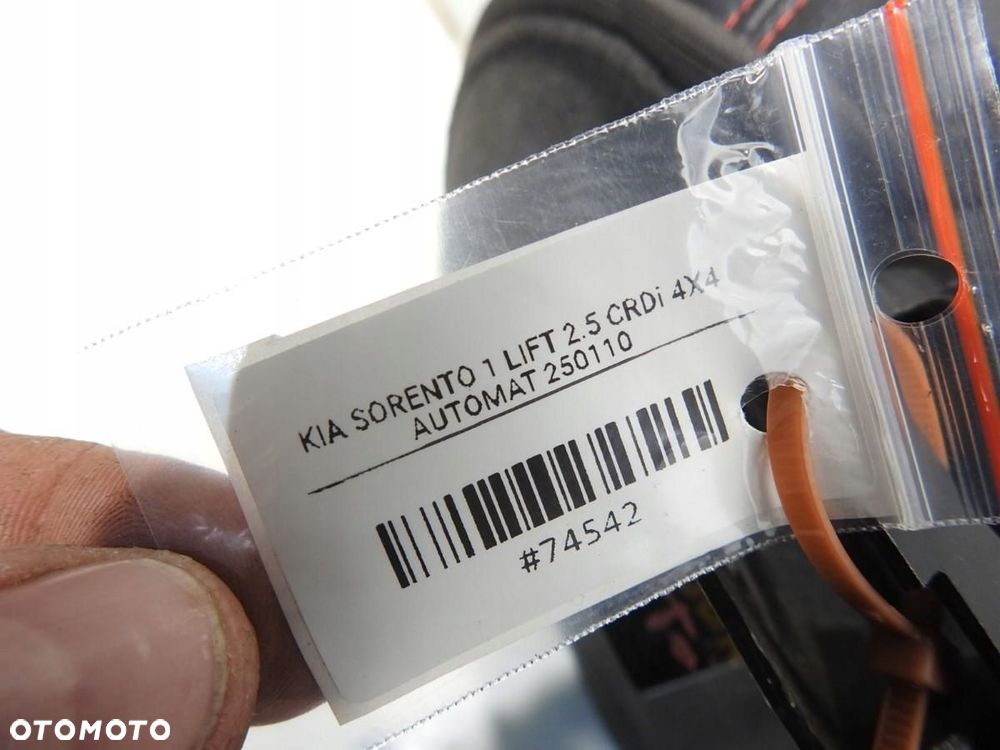 KIA SORENTO 1 LIFT 2.5 CRDi 4X4
AUTOMAT 250110
#74542
OTOMOTO